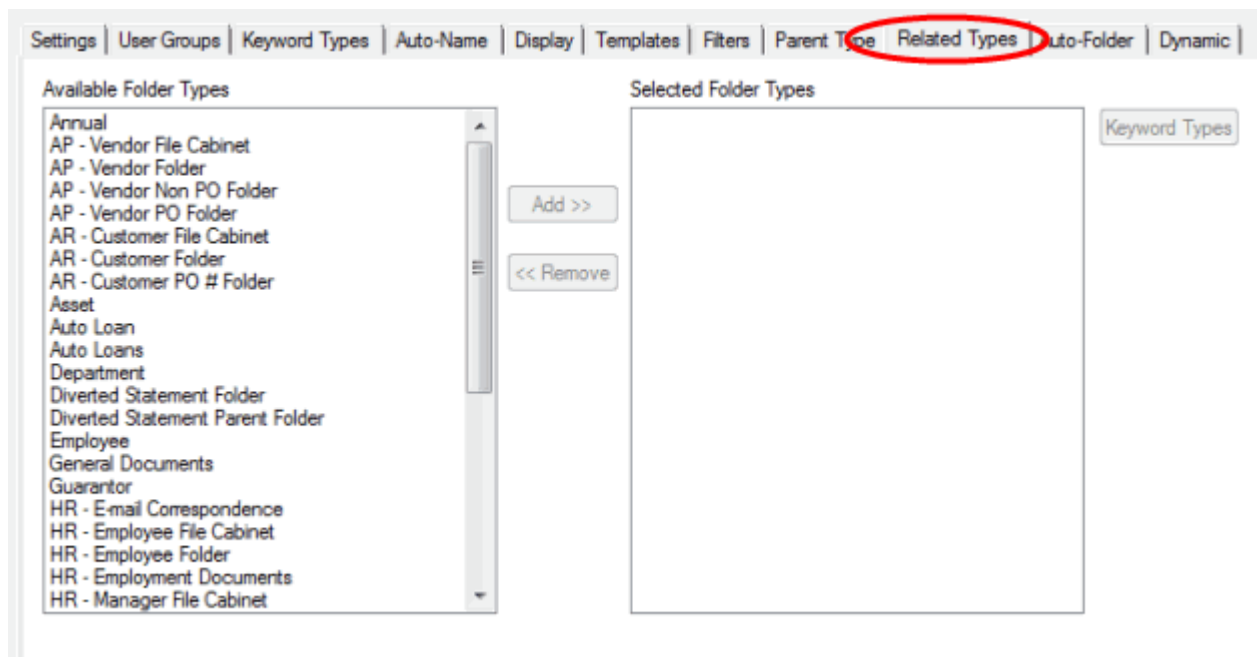 Settings User Groups Keyword Types Auto-Name Display Templates Filters Parent Type Related Types Auto-Folder Dynamic
Available Folder Types
Annual
AP - Vendor File Cabinet
AP - Vendor Folder
AP - Vendor Non PO Folder
AP - Vendor PO Folder
AR - Customer File Cabinet
AR - Customer Folder
AR - Customer PO # Folder
Asset
Auto Loan
Auto Loans
Department
Diverted Statement Folder
Diverted Statement Parent Folder
Employee
General Documents
Guarantor
HR - E-mail Correspondence
HR - Employee File Cabinet
HR - Employee Folder
HR - Employment Documents
HR - Manager File Cabinet
Add >>
<< Remove
Selected Folder Types
Keyword Types